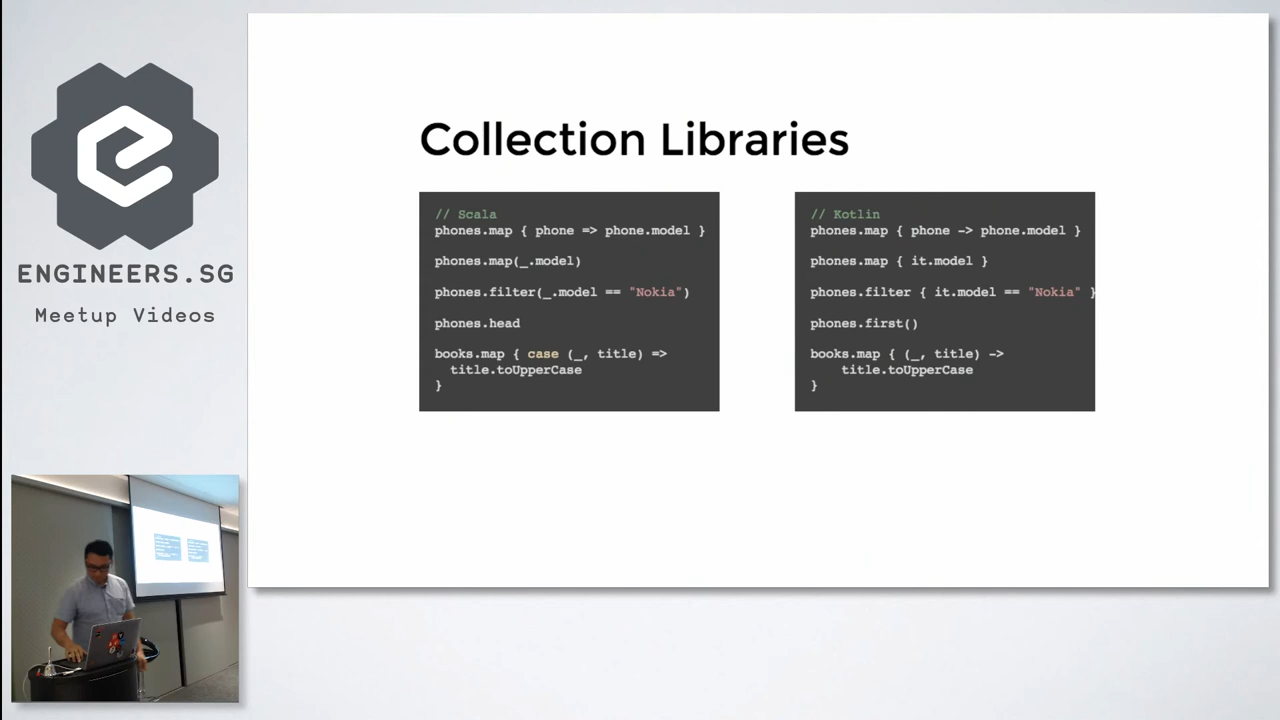 ENGINEERS.SG
Meetup Videos
Collection Libraries
// Scala
phones.map { phone => phone.model }
phones.map(_.model)
phones.filter(_.model == "Nokia")
phones.head
books.map { case (_, title) =>
title.toUpperCase
}
// Kotlin
phones.map { phone -> phone.model }
phones.map { it.model }
phones.filter { it.model == "Nokia" }
phones.first()
books.map { (_, title) ->
title.toUpperCase
}